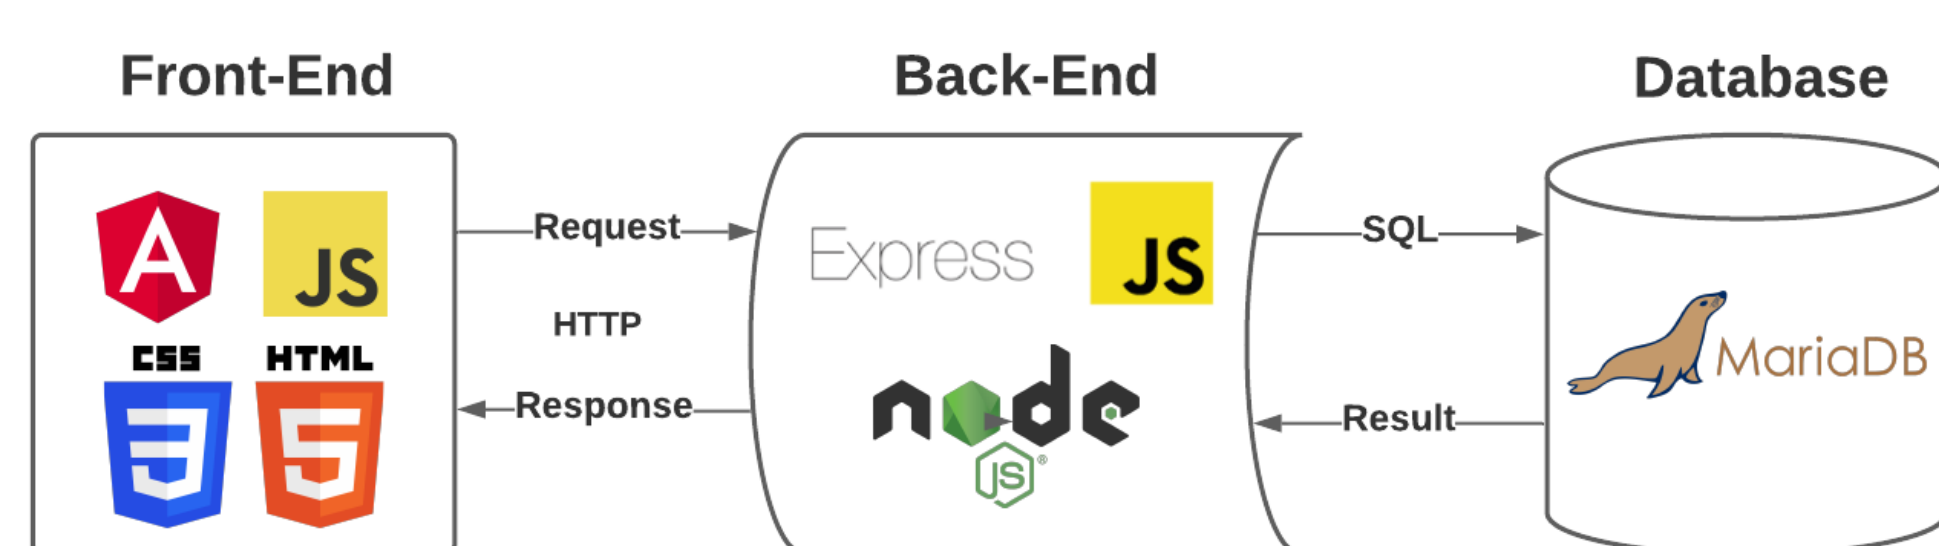 Front-End
Back-End
Database
JS
CSS
HTML
Request
HTTP
Response
Express
JS
node
JS®
SQL
Result
MariaDB